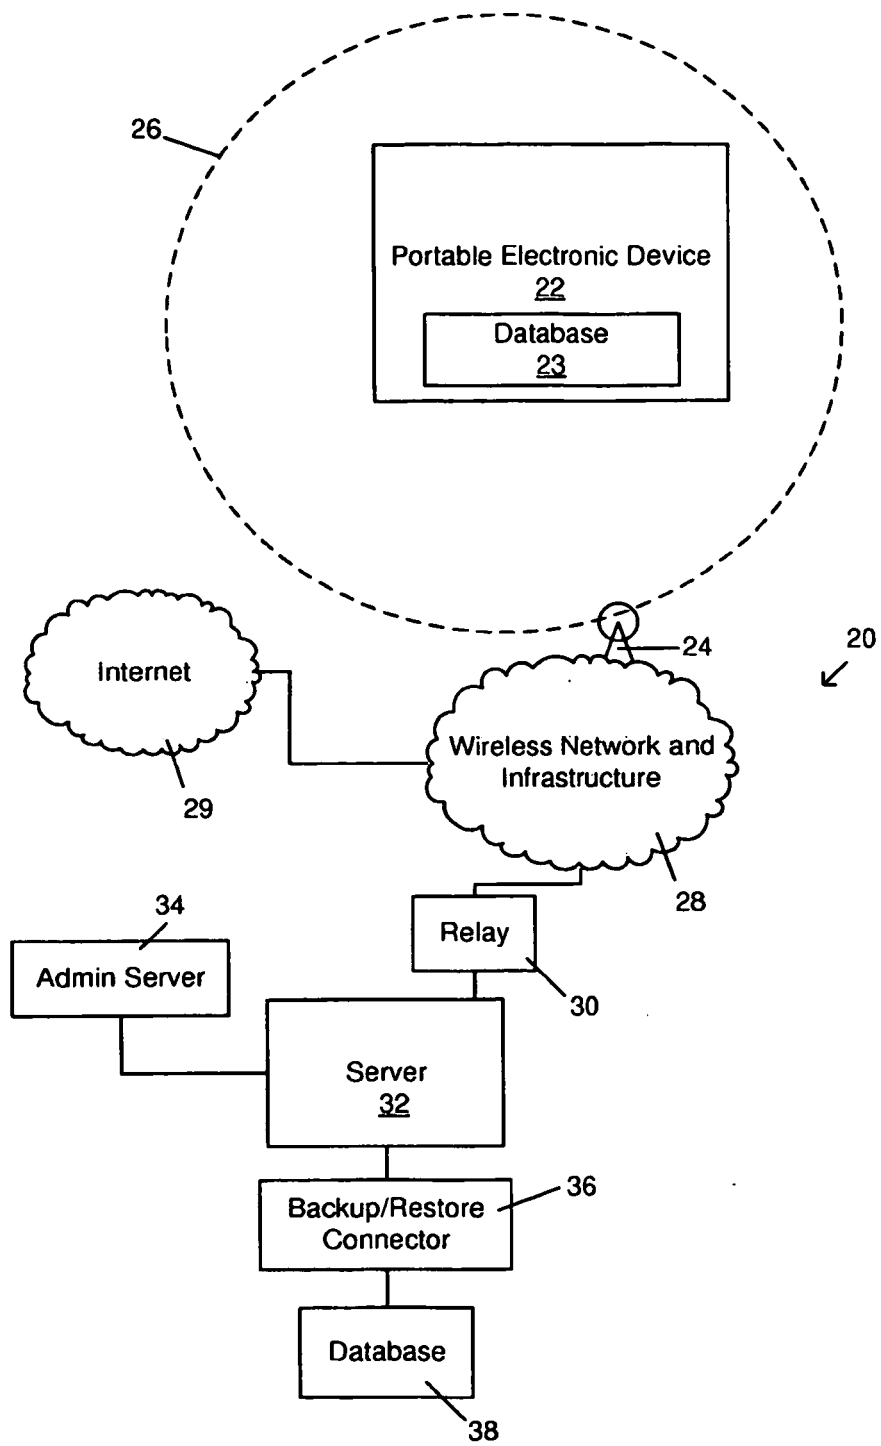 26
Portable Electronic Device
22
Database
23
24
20
Internet
Wireless Network and
Infrastructure
29
28
34
Relay
Admin Server
30
Server
32
36
Backup/Restore
Connector
Database
38